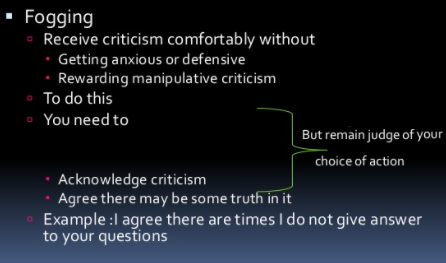 Fogging
Receive criticism comfortably without
Getting anxious or defensive
Rewarding manipulative criticism
To do this
You need to
But remain judge of your
choice of action
Acknowledge criticism
Agree there may be some truth in it
Example :I agree there are times I do not give answer
to your questions